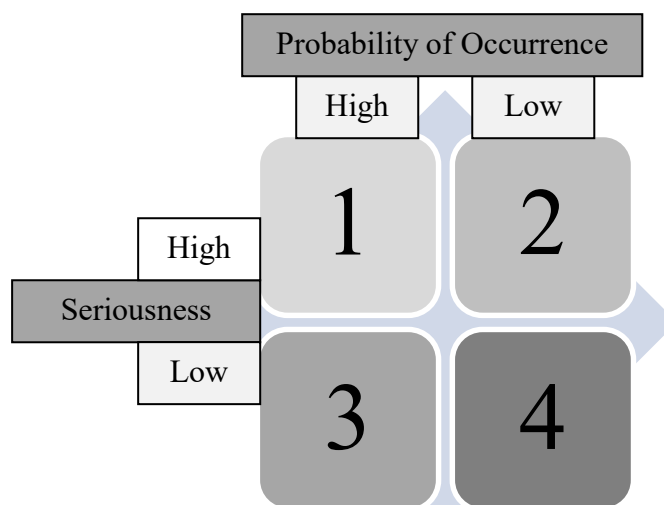 Probability of Occurrence
High
Low
1
2
High
Seriousness
Low
3
4